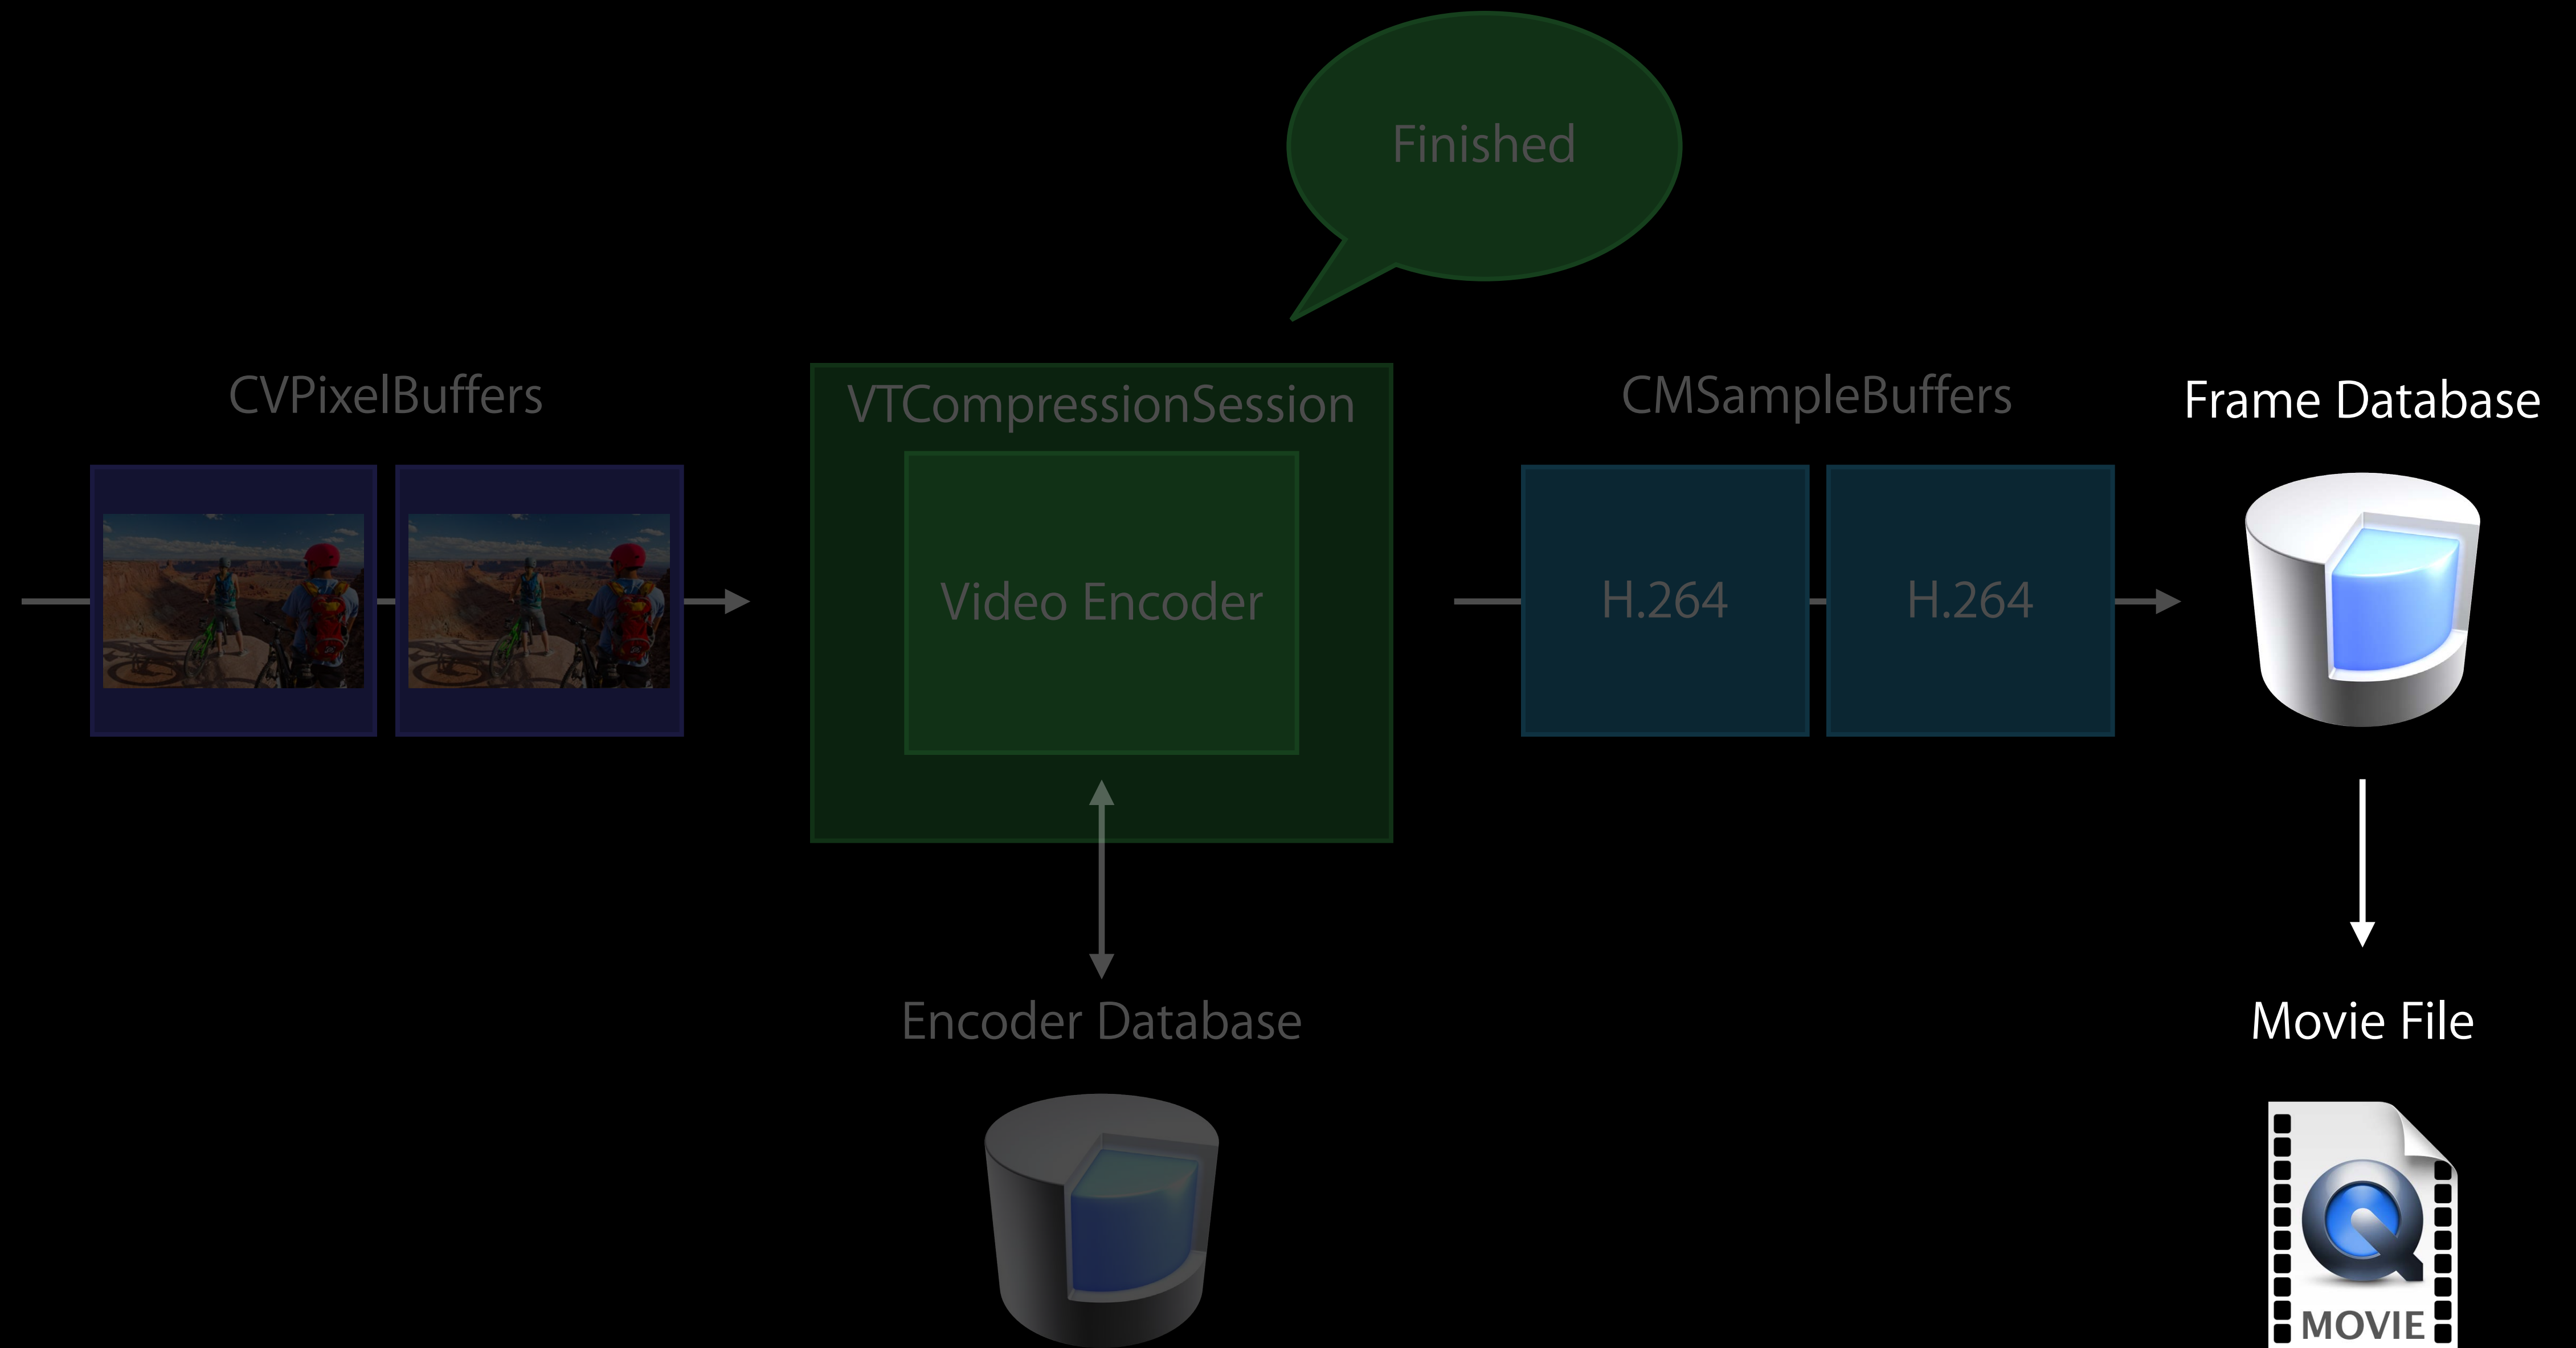 Finished
CVPixelBuffers
VTCompressionSession
CMSampleBuffers
Frame Database
Video Encoder
H.264
H.264
Encoder Database
Movie File
MOVIE